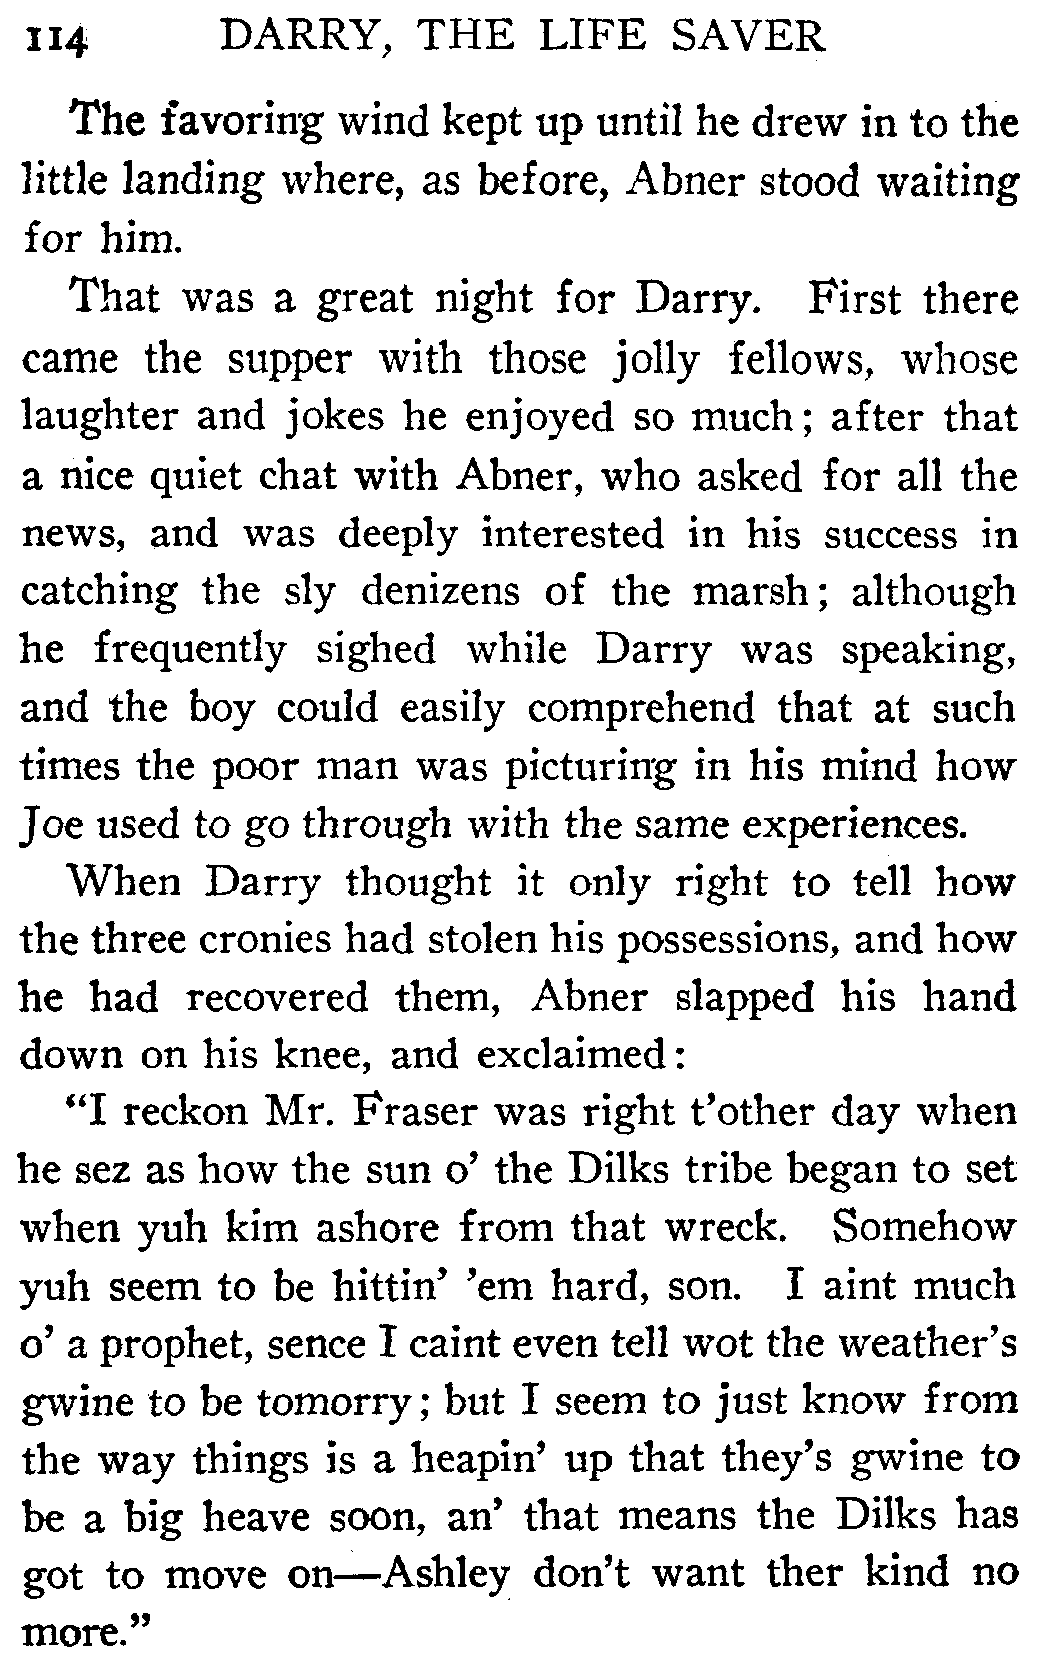 114 DARRY, THE LIFE SAVER
The favoring wind kept up until he drew in to the
little landing where, as before, Abner stood waiting
for him.
That was a great night for Darry. First there
came the supper with those jolly fellows, whose
laughter and jokes he enjoyed so much; after that
a nice quiet chat with Abner, who asked for all the
news, and was deeply interested in his success in
catching the sly denizens of the marsh; although
he frequently sighed while Darry was speaking,
and the boy could easily comprehend that at such
times the poor man was picturing in his mind how
Joe used to go through with the same experiences.
When Darry thought it only right to tell how
the three cronies had stolen his possessions, and how
he had recovered them, Abner slapped his hand
down on his knee, and exclaimed:
"I reckon Mr. Fraser was right t'other day when
he sez as how the sun o' the Dilks tribe began to set
when yuh kim ashore from that wreck. Somehow
yuh seem to be hittin' 'em hard, son. I aint much
o' a prophet, sence I caint even tell wot the weather's
gwine to be tomorry; but I seem to just know from
the way things is a heapin' up that they's gwine to
be a big heave soon, an' that means the Dilks has
got to move on—Ashley don't want ther kind no
more."